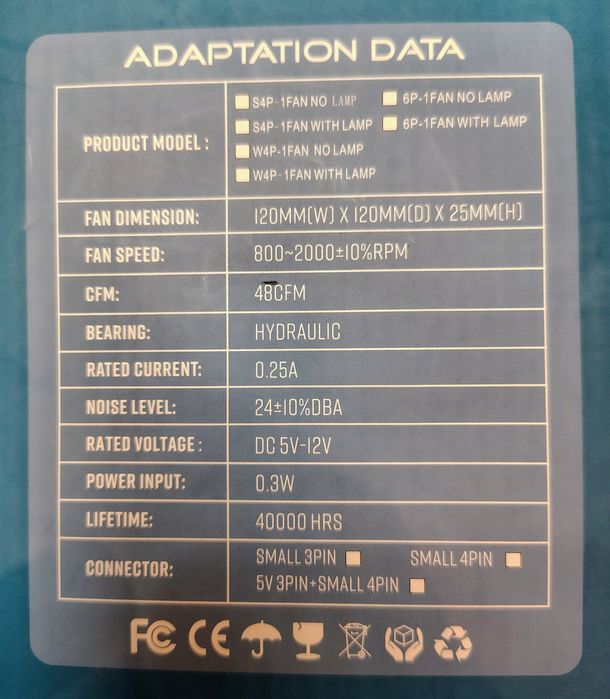 ADAPTATION DATA
PRODUCT MODEL :
S4P-1FAN NO LAMP 6P-1FAN NO LAMP
S4P-1FAN WITH LAMP 6P-1FAN WITH LAMP
W4P-1FAN NO LAMP
W4P-1FAN WITH LAMP
FAN DIMENSION: 120MM(W) X 120MM(D) X 25MM(H)
FAN SPEED: 800~2000±10%RPM
CFM: 48CFM
BEARING: HYDRAULIC
RATED CURRENT: 0.25A
NOISE LEVEL: 24±10%DBA
RATED VOLTAGE : DC 5V-12V
POWER INPUT: 0.3W
LIFETIME: 40000 HRS
CONNECTOR: SMALL 3PIN SMALL 4PIN
5V 3PIN+SMALL 4PIN
FC CE